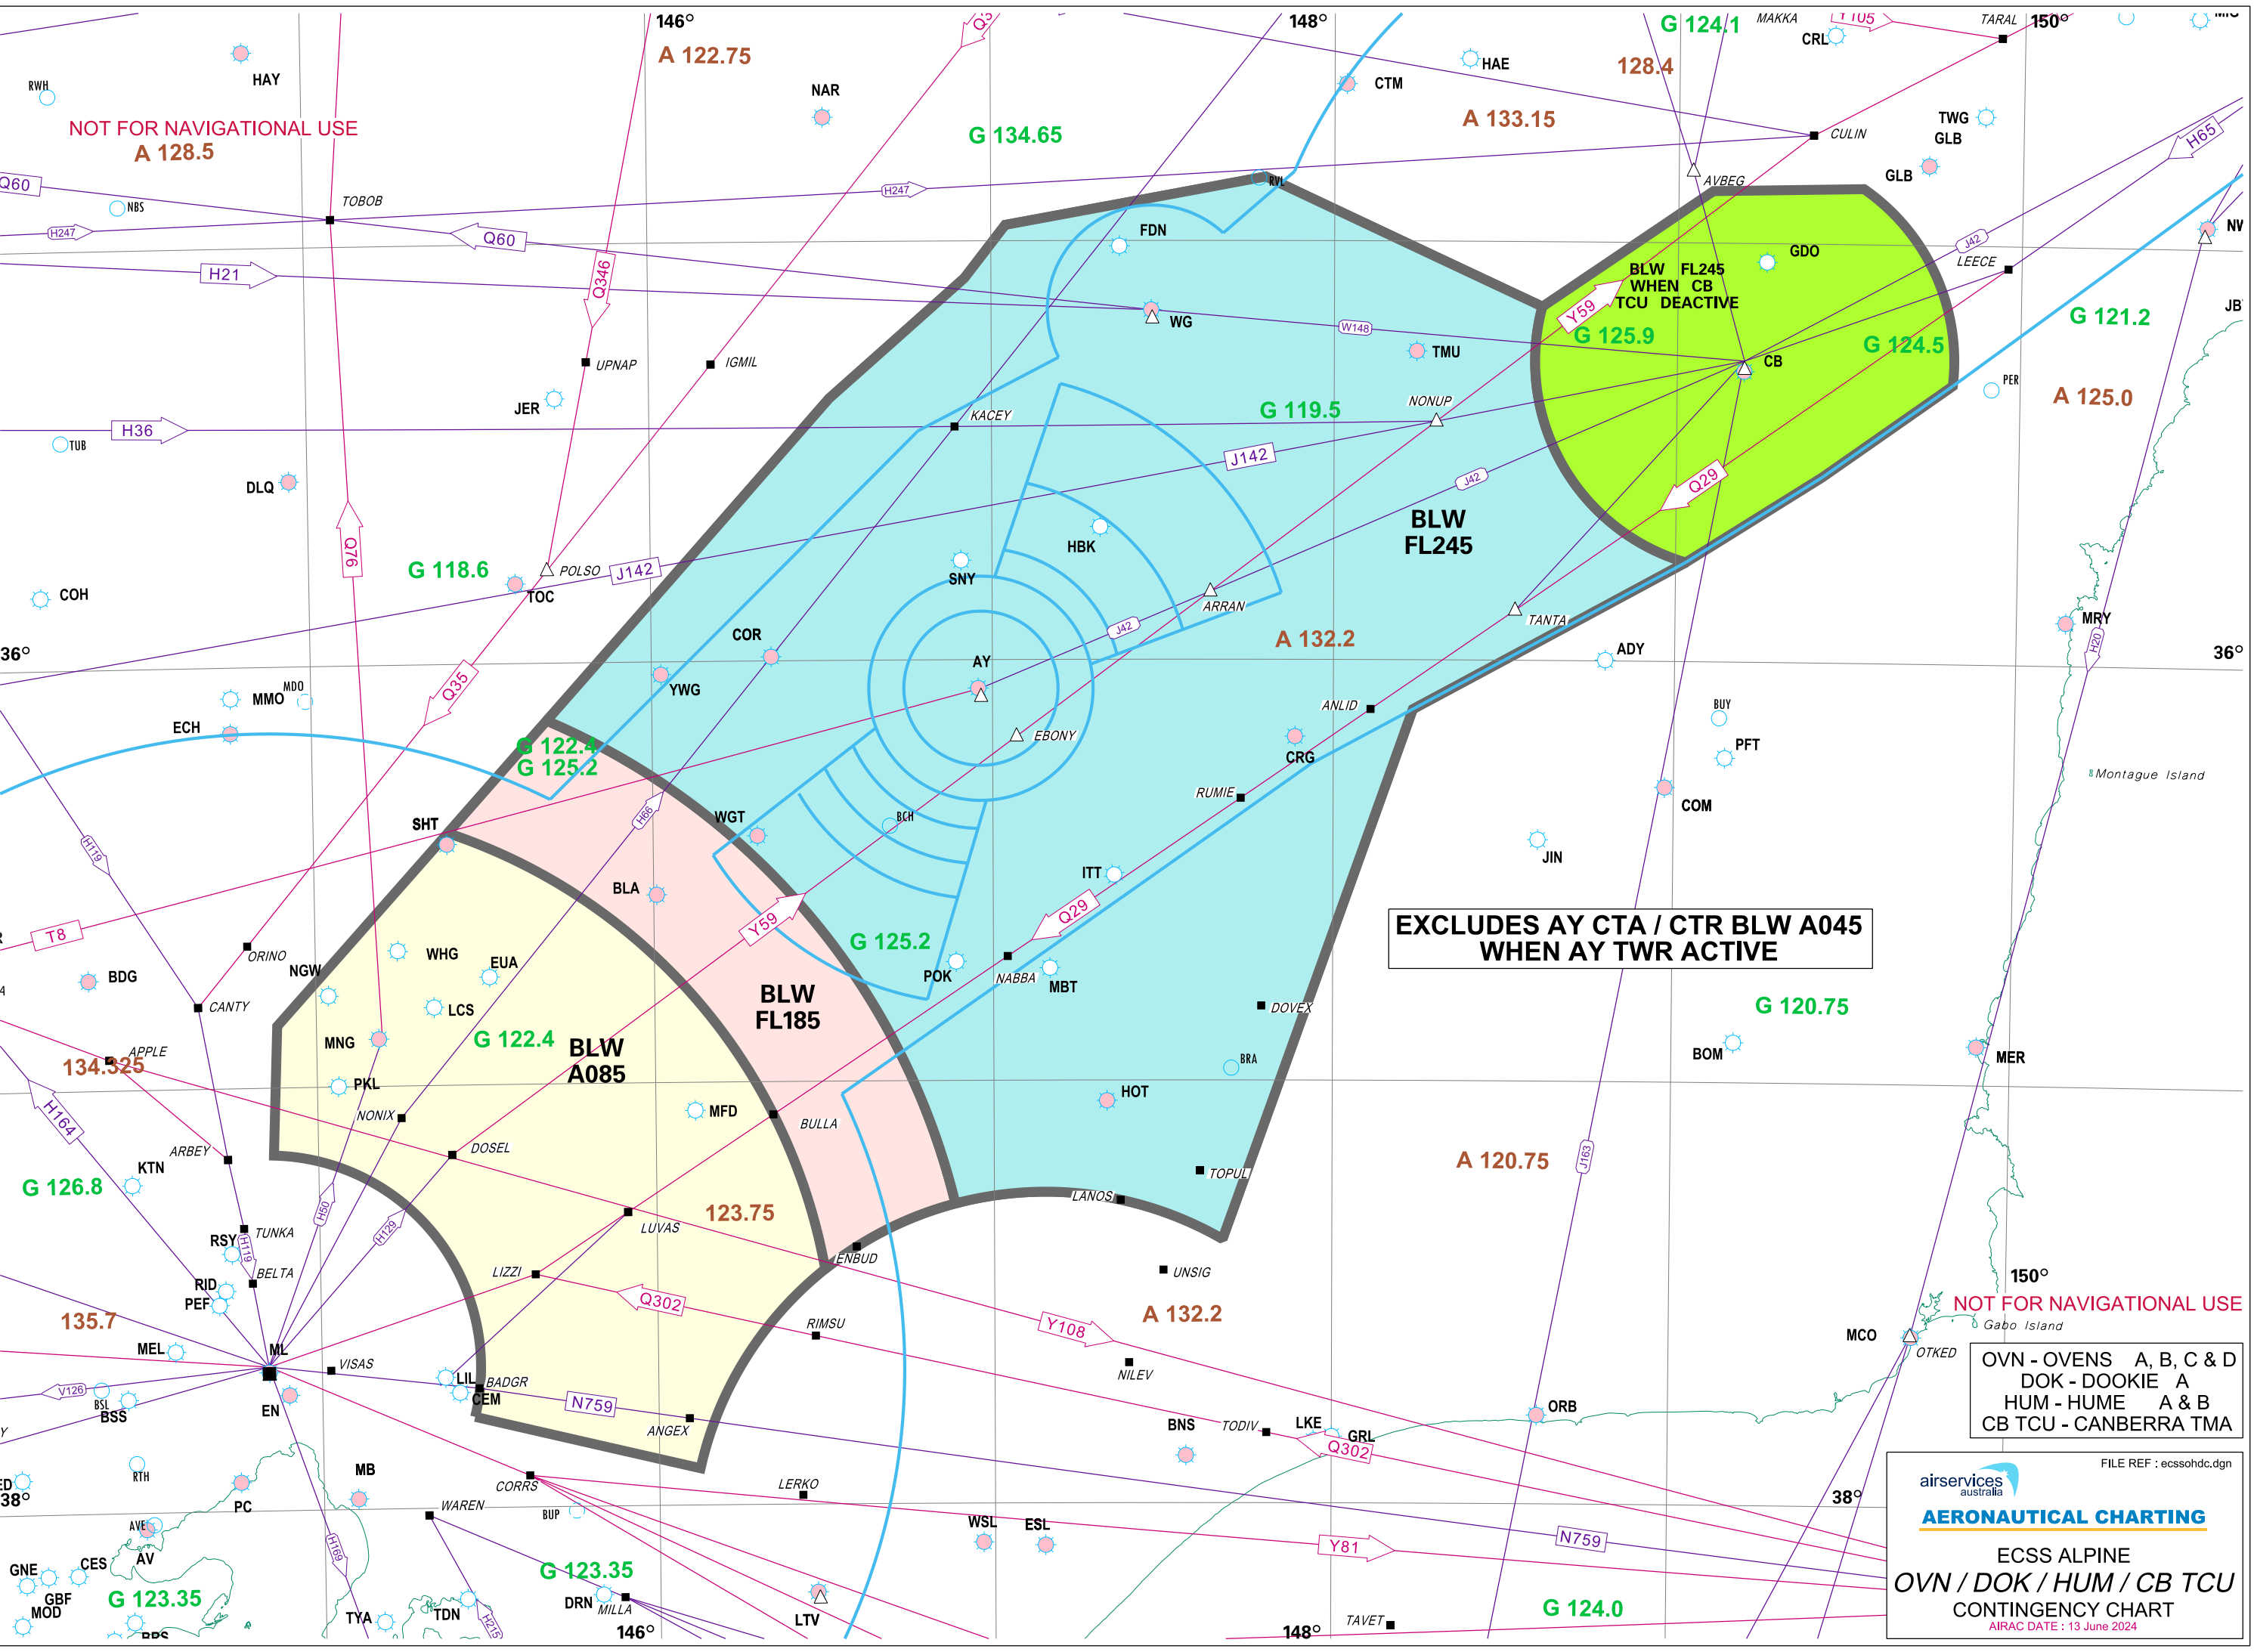 146°
148°
G 124.1
MAKKA
Y105
TARAL
150°
A 122.75
CRL
HAY
RWH
NAR
HAE
128.4
CTM
A 133.15
TWG
GLB
CULIN
NOT FOR NAVIGATIONAL USE
A 128.5
G 134.65
H65
GLB
Q60
RVL
AVBEG
H247
NBS
TOBOB
H247
Q60
FDN
NV
J42
GDO
LEECE
H21
Q346
BLW FL245
WHEN CB
TCU DEACTIVE
JB
WG
W148
Y59
G 125.9
G 121.2
G 124.5
TMU
CB
UPNAP
IGMIL
PER
A 125.0
JER
KACEY
G 119.5
NONUP
H36
TUB
J142
DLQ
J42
Q29
BLW
FL245
Q76
HBK
G 118.6
POLSO
J142
SNY
COH
TOC
ARRAN
TANTA
MRY
J42
COR
A 132.2
H20
36°
AY
ADY
36°
Q35
YWG
MMO
MDO
ECH
ANLID
BUY
EBONY
PFT
G 122.4
G 125.2
CRG
Montague Island
RUMIE
COM
SHT
H66
WGT
BCH
H119
JIN
BLA
ITT
Y59
Q29
EXCLUDES AY CTA / CTR BLW A045
WHEN AY TWR ACTIVE
T8
G 125.2
ORINO
WHG
EUA
NGW
BDG
POK
NABBA
MBT
BLW
FL185
CANTY
LCS
DOVEX
G 120.75
MNG
G 122.4
BLW
A085
APPLE
134.325
BOM
MER
BRA
PKL
HOT
NONIX
MFD
H164
BULLA
ARBEY
DOSEL
KTN
A 120.75
J163
TOPUL
G 126.8
LANOS
H50
123.75
H129
TUNKA
LUVAS
RSY
H119
ENBUD
BELTA
LIZZI
UNSIG
150°
RID
PEF
Q302
NOT FOR NAVIGATIONAL USE
135.7
A 132.2
Y108
RIMSU
Gabo Island
MCO
OTKED
MEL
ML
VISAS
NILEV
OVN - OVENS A, B, C & D
DOK - DOOKIE A
HUM - HUME A & B
CB TCU - CANBERRA TMA
LIL
BADGR
CEM
V126
BSL
BSS
EN
N759
ORB
ANGEX
BNS
TODIV
LKE
GRL
Q302
RTH
MB
FILE REF : ecssohdc.dgn
airservices
australia
ED
38°
PC
CORRS
LERKO
38°
WAREN
BUP
AERONAUTICAL CHARTING
AVE
WSL
ESL
N759
AV
H169
Y81
ECSS ALPINE
GNE
CES
GBF
G 123.35
OVN / DOK / HUM / CB TCU
G 123.35
DRN
MILLA
MOD
TYA
TDN
H215
LTV
G 124.0
CONTINGENCY CHART
TAVET
AIRAC DATE : 13 June 2024
146°
148°